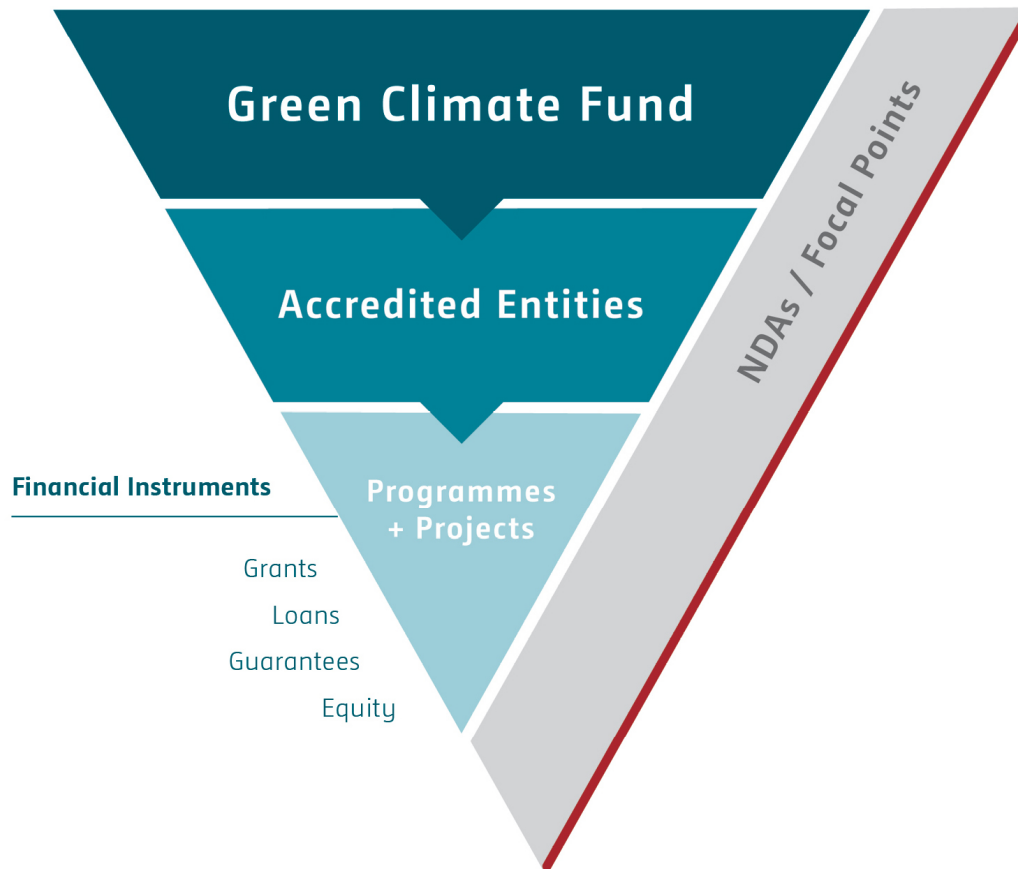 Green Climate Fund
NDAs / Focal Points
Accredited Entities
Programmes
+ Projects
Financial Instruments
Grants
Loans
Guarantees
Equity